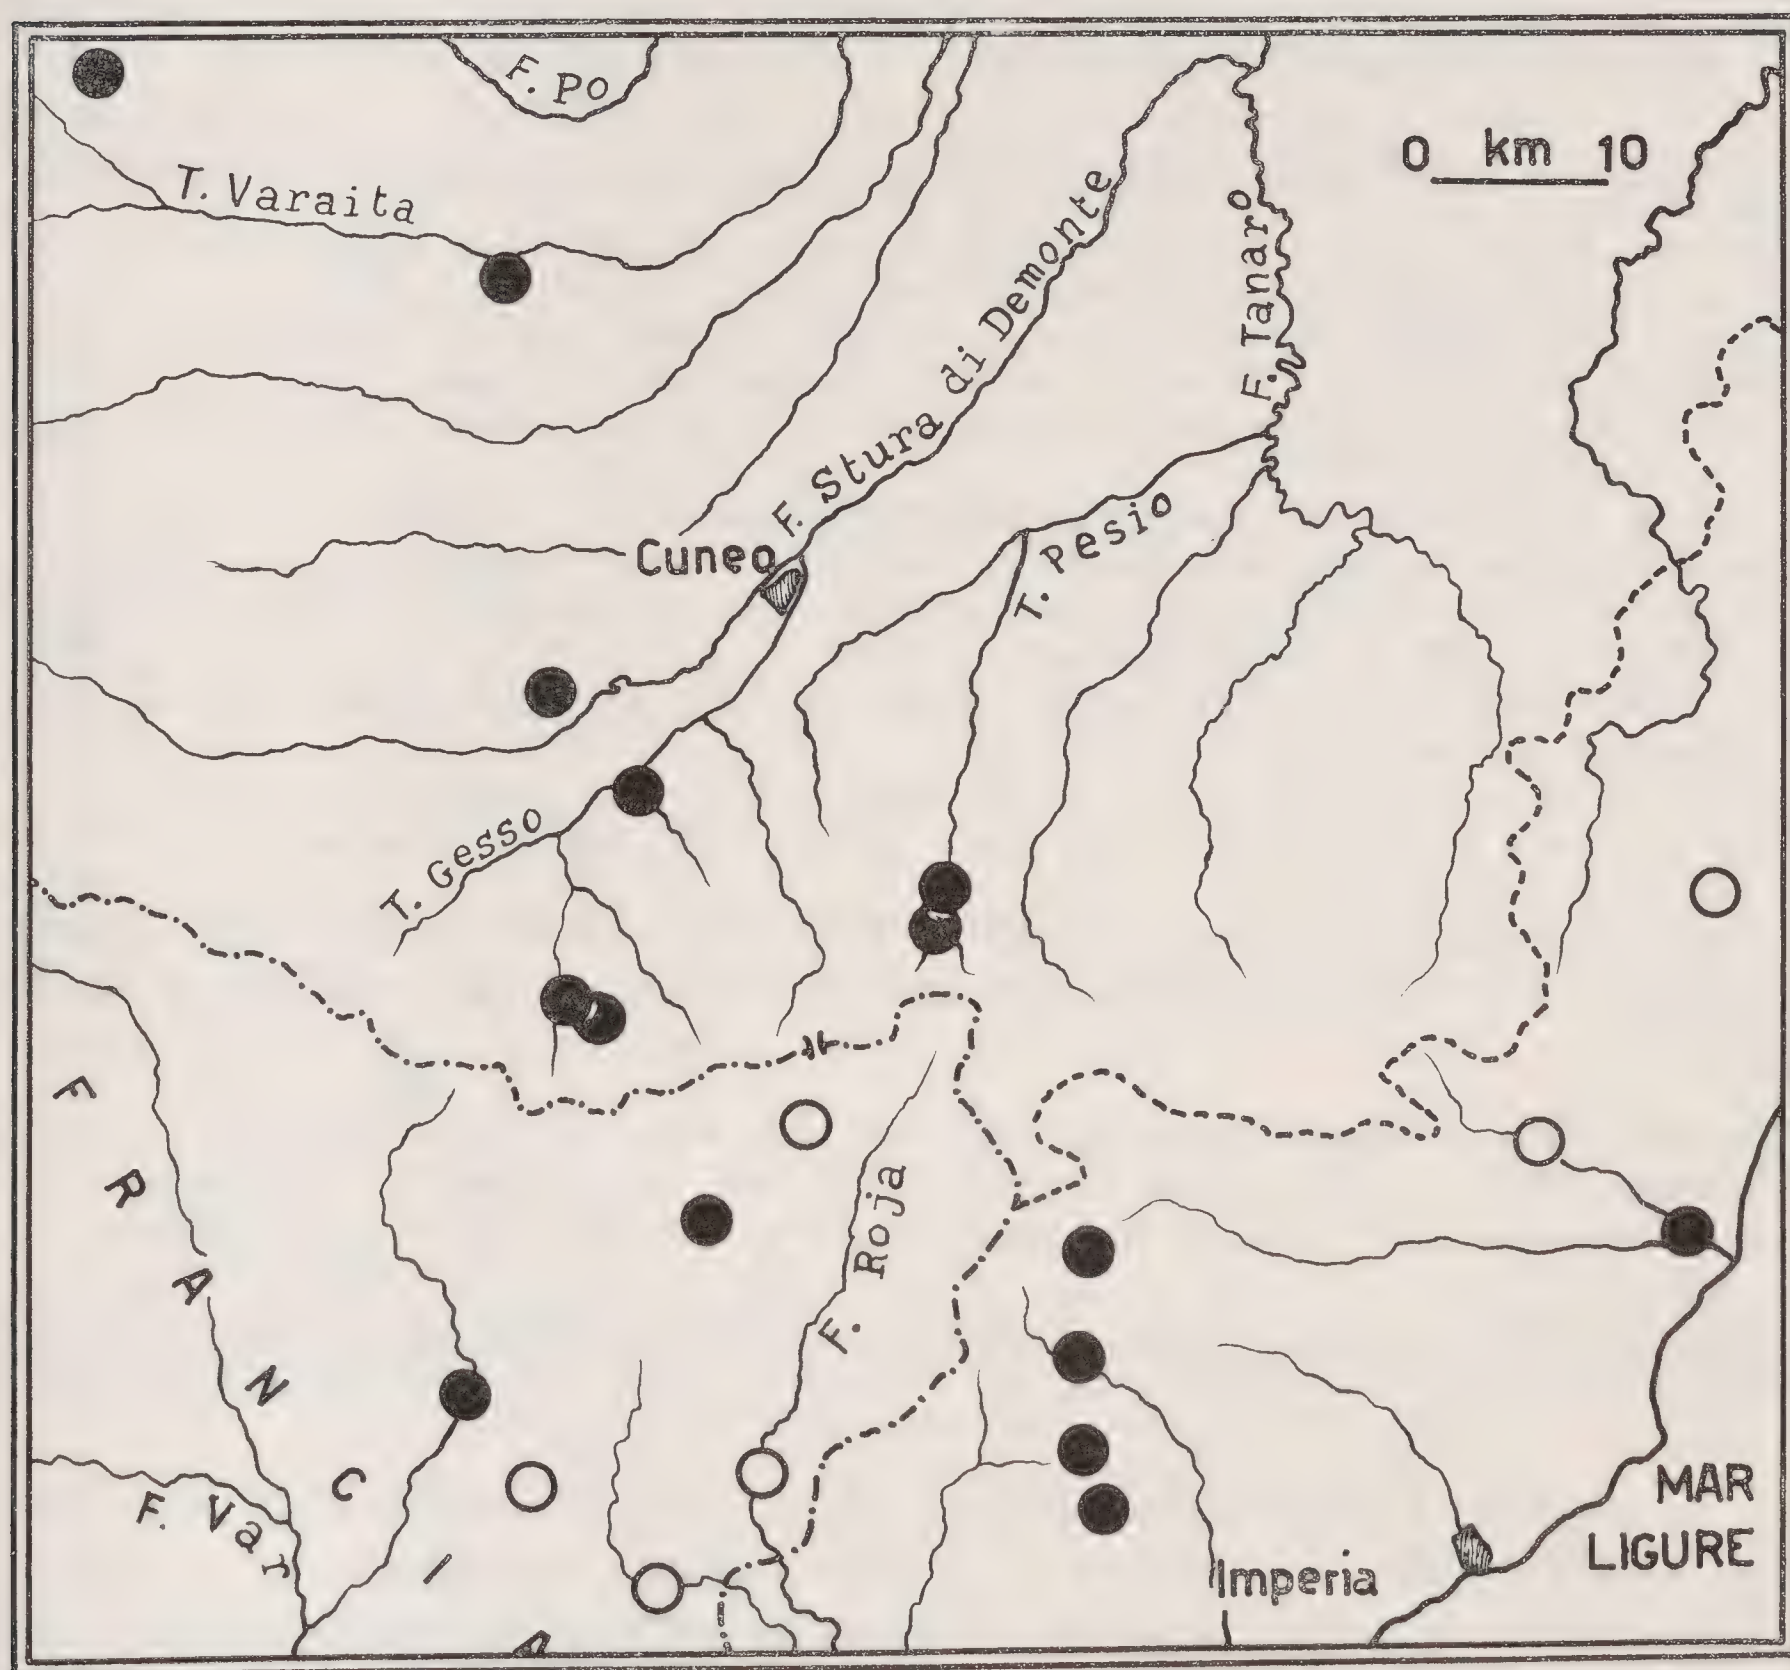 F. Po
0 km 10
T. Varaita
F. Stura di Demonte
F. Tanaro
Cuneo
T. Pesio
T. Gesso
FRANCIA
F. Roja
F. Var
MAR
LIGURE
Imperia